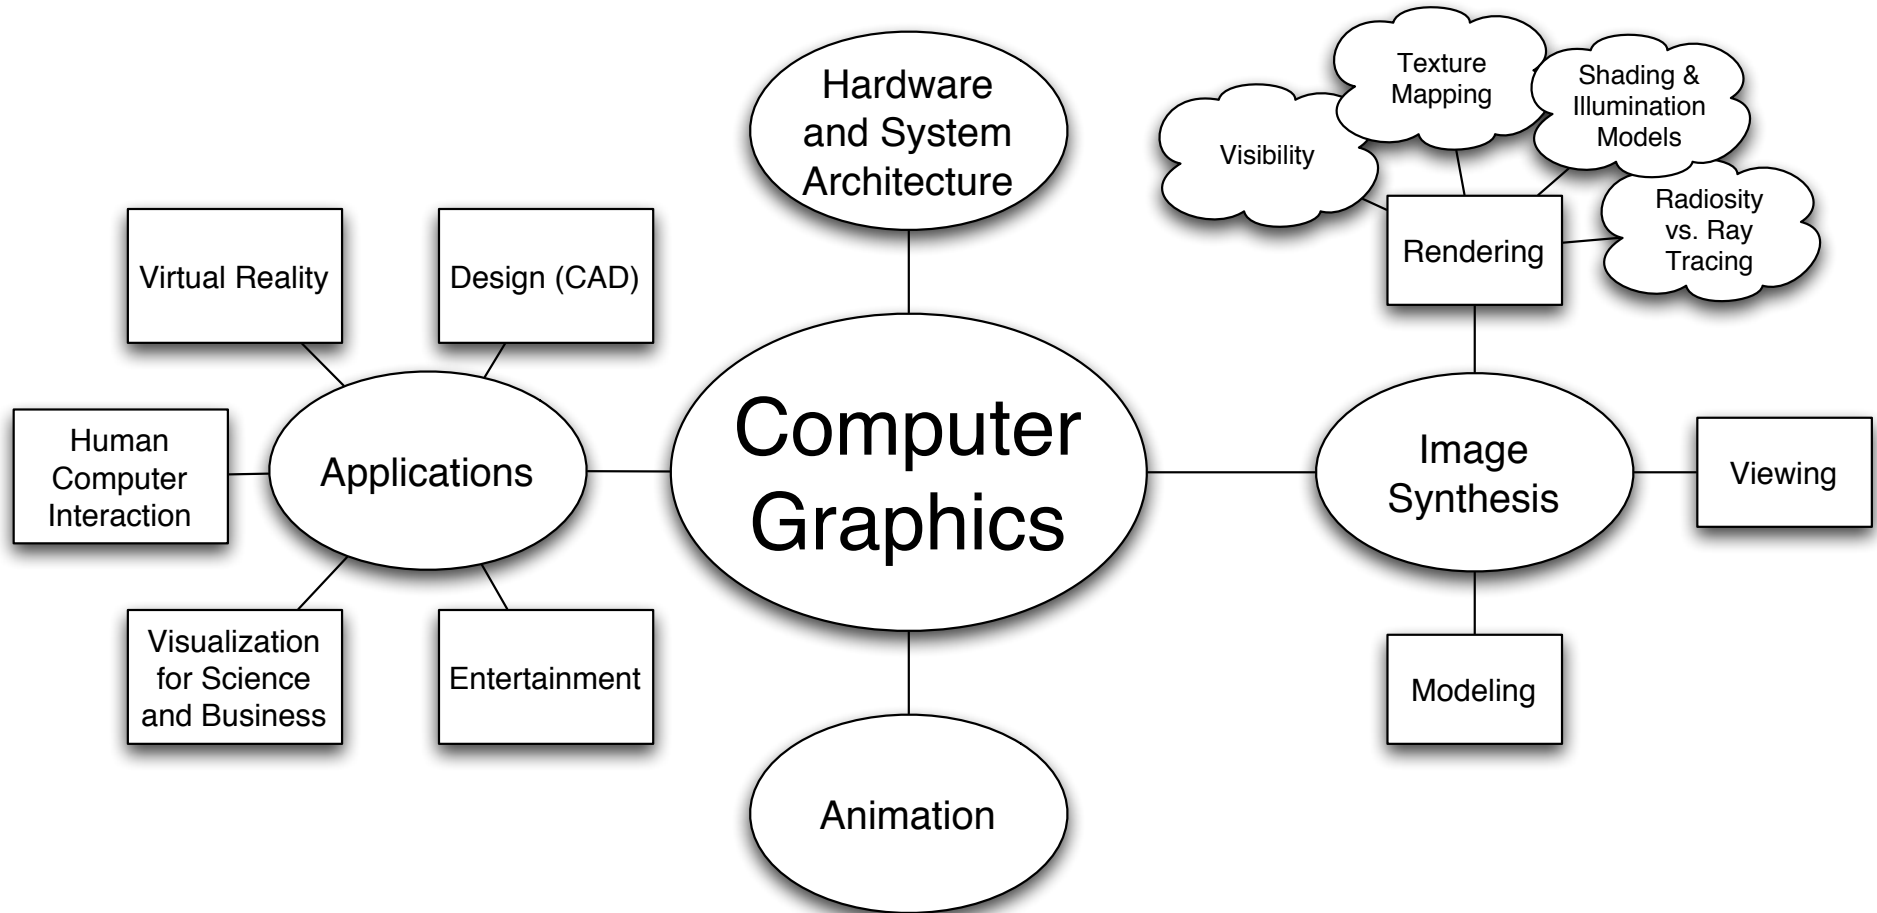 Hardware
and System
Architecture
Texture
Mapping
Shading &
Illumination
Models
Visibility
Radiosity
vs. Ray
Tracing
Rendering
Virtual Reality
Design (CAD)
Human
Computer
Interaction
Applications
Computer
Graphics
Image
Synthesis
Viewing
Visualization
for Science
and Business
Entertainment
Modeling
Animation